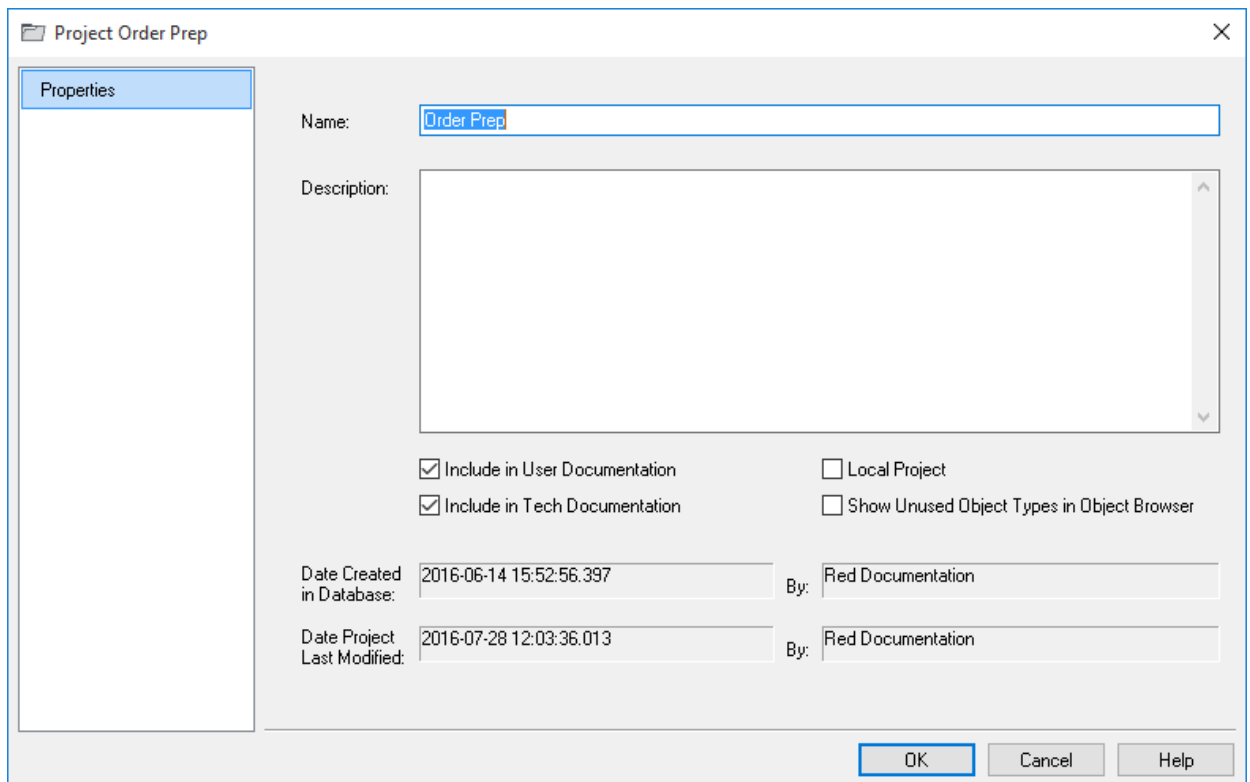 Project Order Prep
Properties
Name:
Order Prep
Description:
Include in User Documentation
Local Project
Include in Tech Documentation
Show Unused Object Types in Object Browser
Date Created
in Database:
2016-06-14 15:52:56.397
By:
Red Documentation
Date Project
Last Modified:
2016-07-28 12:03:36.013
By:
Red Documentation
OK
Cancel
Help